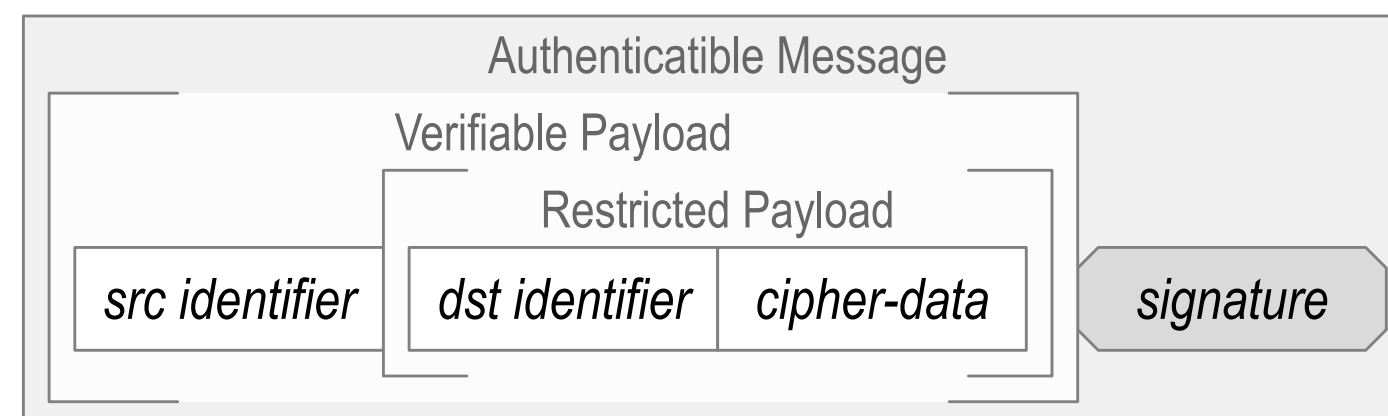 Authenticatible Message
Verifiable Payload
Restricted Payload
src identifier dst identifier cipher-data signature